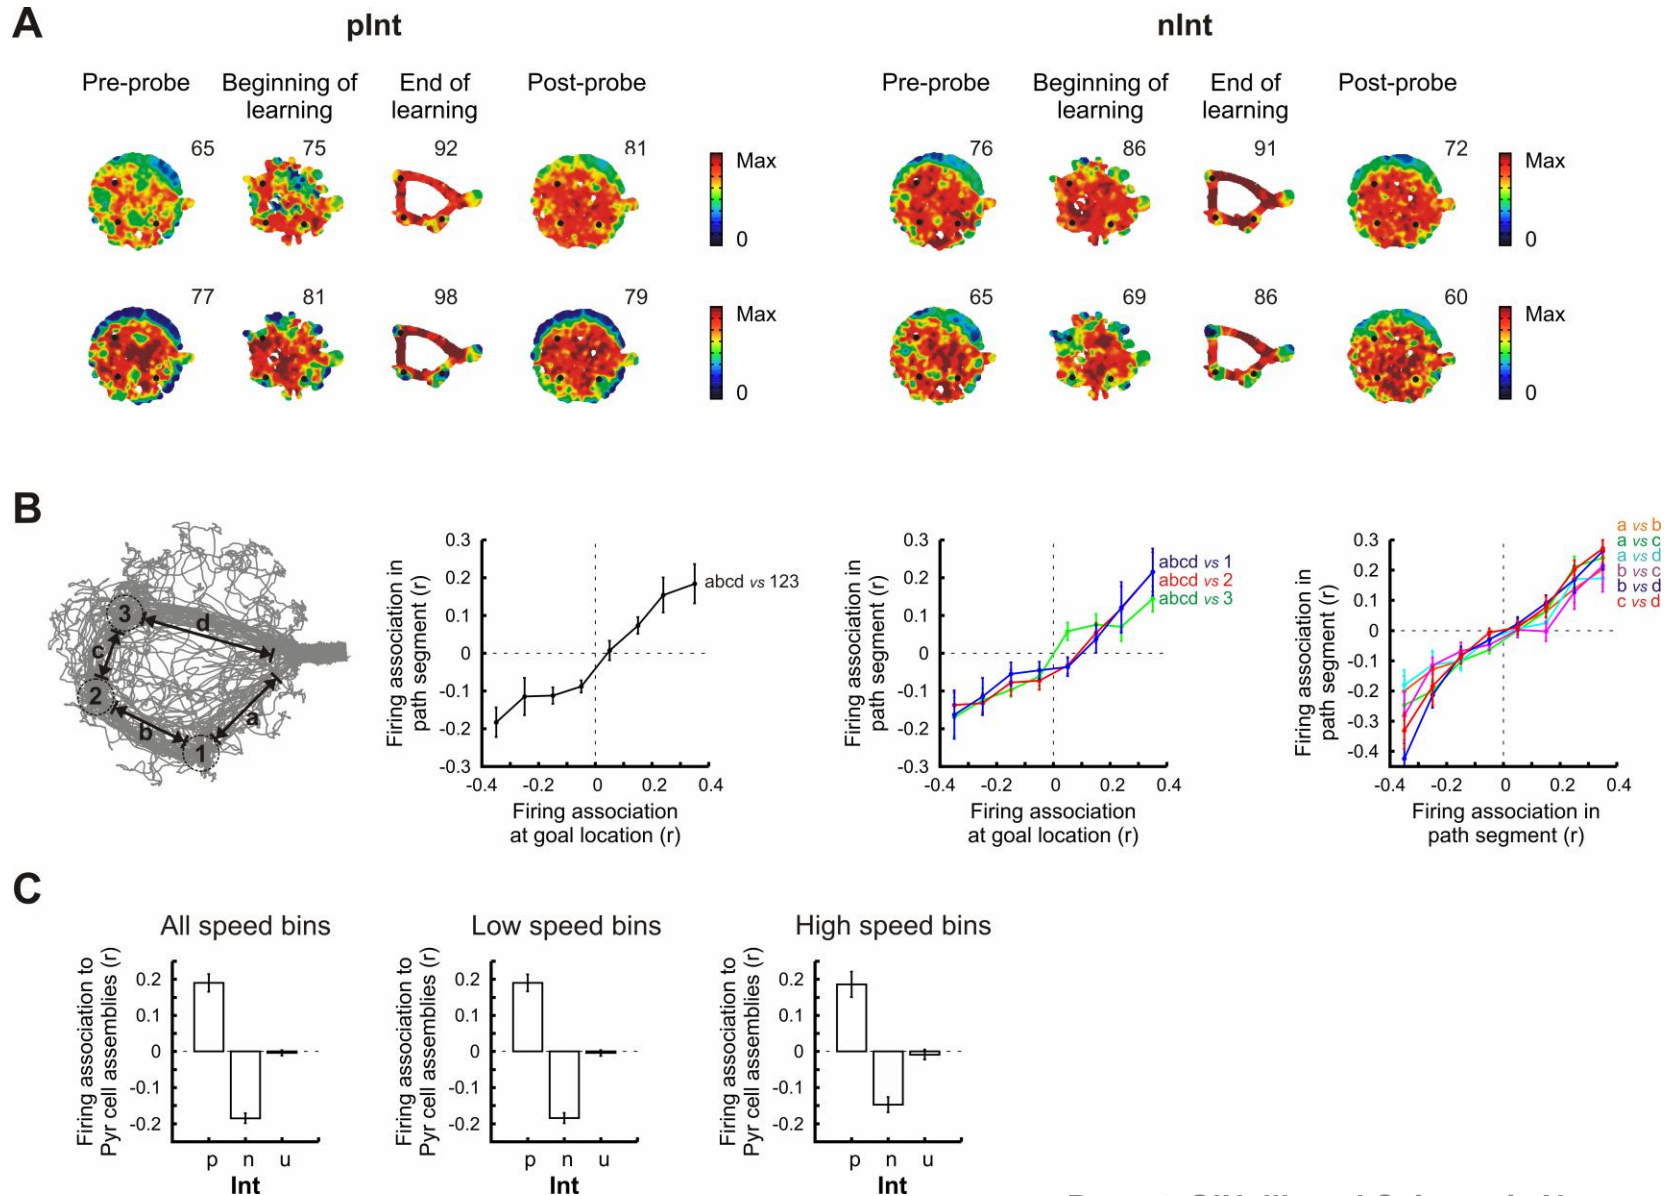 A
pInt
nInt
Pre-probe
Beginning of
learning
End of
learning
Post-probe
Pre-probe
Beginning of
learning
End of
learning
Post-probe
65
75
92
81
Max
0
76
86
91
72
Max
0
77
81
98
79
Max
0
65
69
86
60
Max
0
B
3
d
c
2
b
a
1
Firing association in
path segment (r)
0.3
0.2
0.1
0
-0.1
-0.2
-0.3
-0.4
-0.2
0
0.2
0.4
abcd vs 123
Firing association
at goal location (r)
Firing association in
path segment (r)
0.3
0.2
0.1
0
-0.1
-0.2
-0.3
-0.4
-0.2
0
0.2
0.4
abcd vs 1
abcd vs 2
abcd vs 3
Firing association
at goal location (r)
Firing association in
path segment (r)
0.3
0.2
0.1
0
-0.1
-0.2
-0.3
-0.4
-0.4
-0.2
0
0.2
0.4
a vs b
a vs c
a vs d
b vs c
b vs d
c vs d
Firing association in
path segment (r)
C
All speed bins
Firing association to
Pyr cell assemblies (r)
0.2
0.1
0
-0.1
-0.2
p n u
Int
Low speed bins
Firing association to
Pyr cell assemblies (r)
0.2
0.1
0
-0.1
-0.2
p n u
Int
High speed bins
Firing association to
Pyr cell assemblies (r)
0.2
0.1
0
-0.1
-0.2
p n u
Int